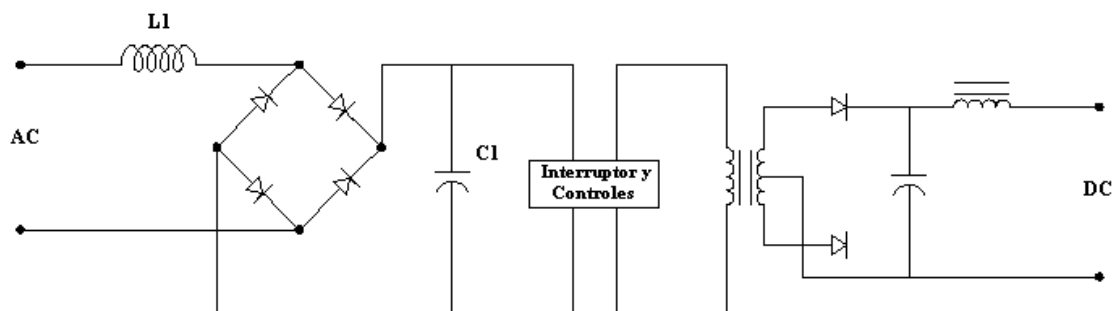 L1
AC
C1
Interruptor y
Controles
DC